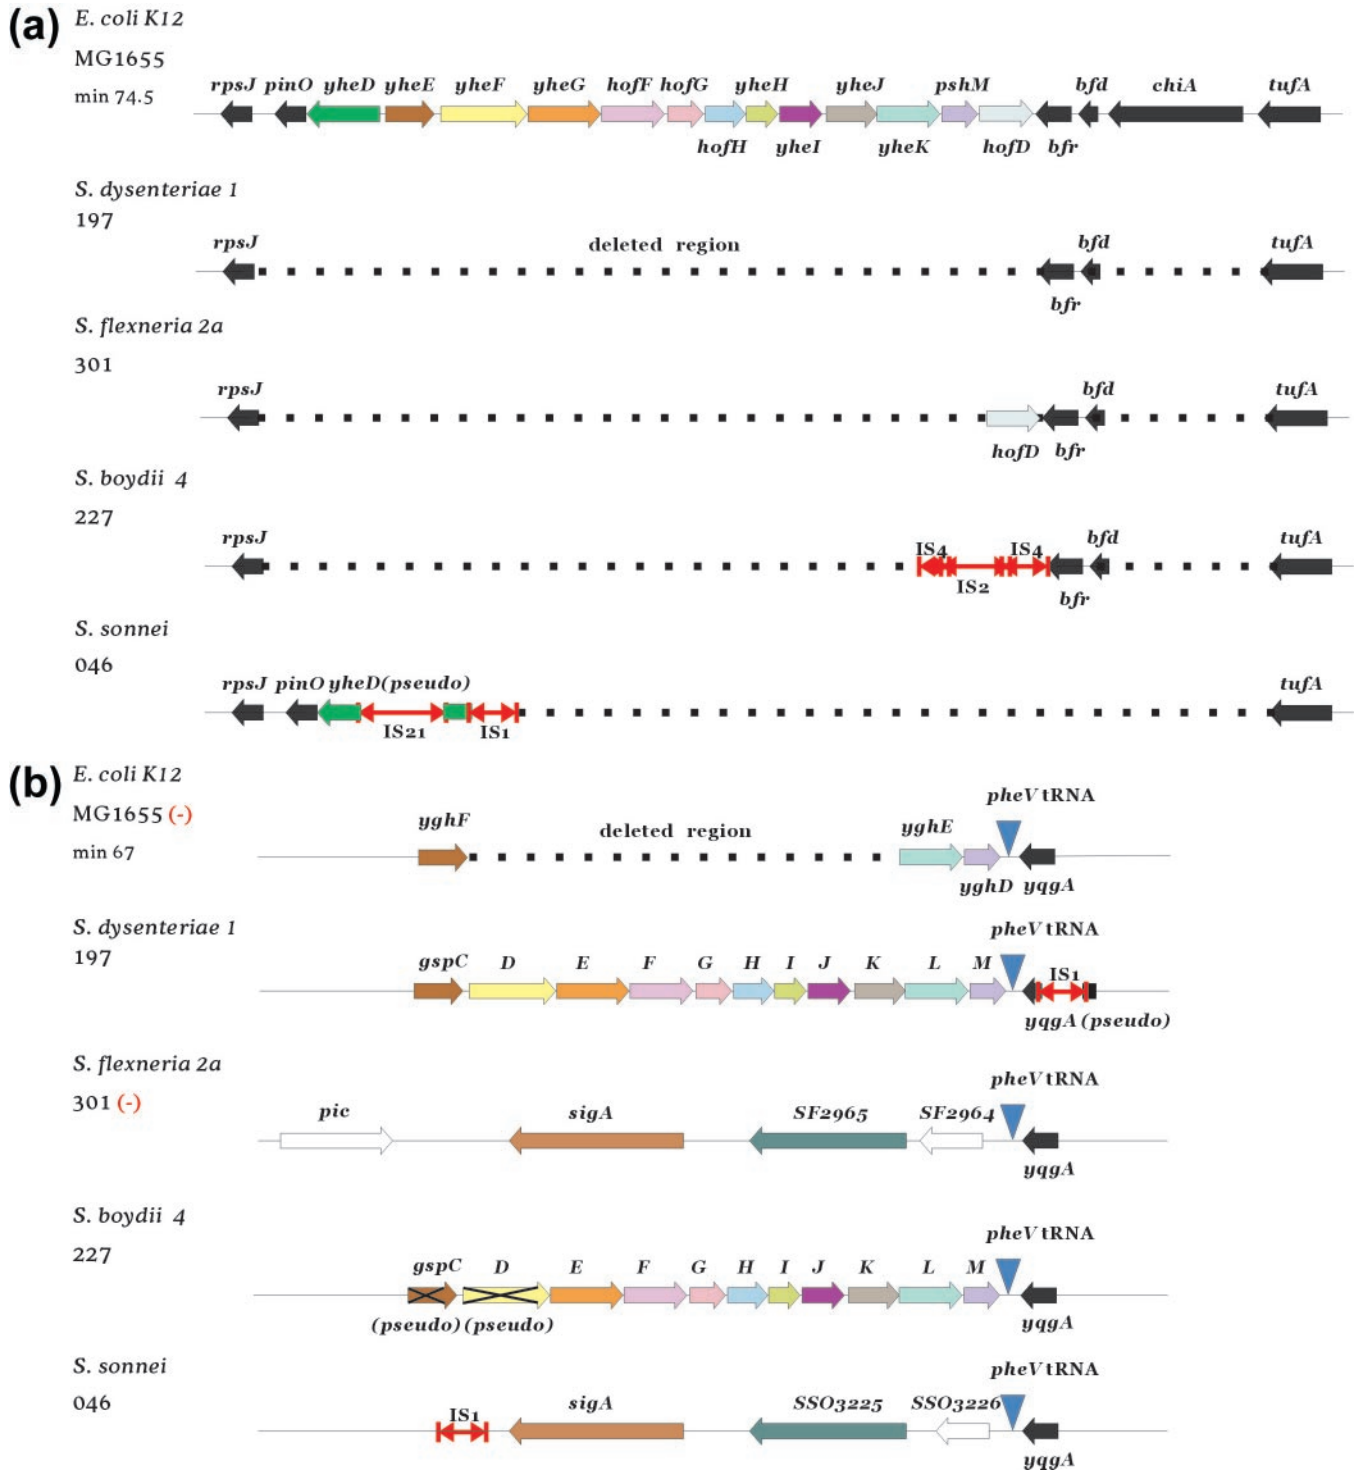 (a)
E. coli K12
MG1655
min 74.5
rpsJ pinO yheD yheE yheF yheG hofF hofG yheH yheJ pshM bfd chiA tufA
hofH yheI yheK hofD bfr
S. dysenteriae 1
197
rpsJ deleted region bfd tufA
bfr
S. flexneria 2a
301
rpsJ bfd tufA
hofD bfr
S. boydii 4
227
rpsJ IS4 IS4 bfd tufA
IS2 bfr
S. sonnei
046
rpsJ pinO yheD(pseudo) tufA
IS21 IS1
(b)
E. coli K12
MG1655 (-)
min 67
pheV tRNA
yghF deleted region yghE
yghD yqgA
S. dysenteriae 1
197
pheV tRNA
gspC D E F G H I J K L M IS1
yqgA (pseudo)
S. flexneria 2a
301 (-)
pheV tRNA
pic sigA SF2965 SF2964
yqgA
S. boydii 4
227
pheV tRNA
gspC D E F G H I J K L M
(pseudo) (pseudo) yqgA
S. sonnei
046
pheV tRNA
IS1 sigA SSO3225 SSO3226
yqgA